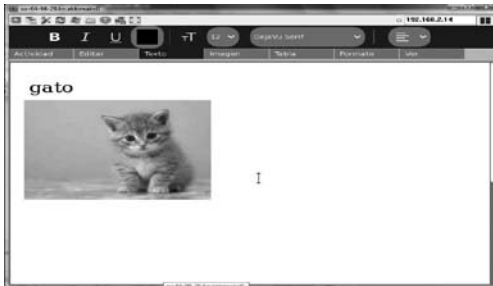 192.168.2.14
B I U T 12 DejaVu Serif
Actividad Editar Texto Imagen Tabla Formato Ver
gato